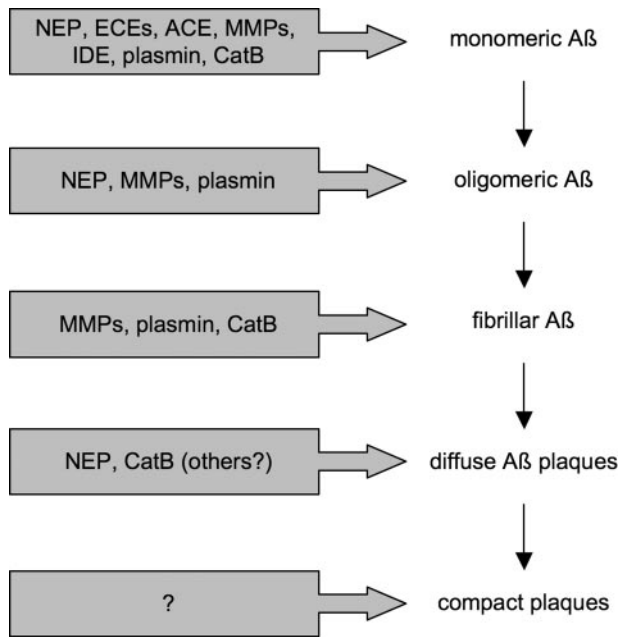 NEP, ECEs, ACE, MMPs,
IDE, plasmin, CatB
monomeric Aß
NEP, MMPs, plasmin
oligomeric Aß
MMPs, plasmin, CatB
fibrillar Aß
NEP, CatB (others?)
diffuse Aß plaques
?
compact plaques